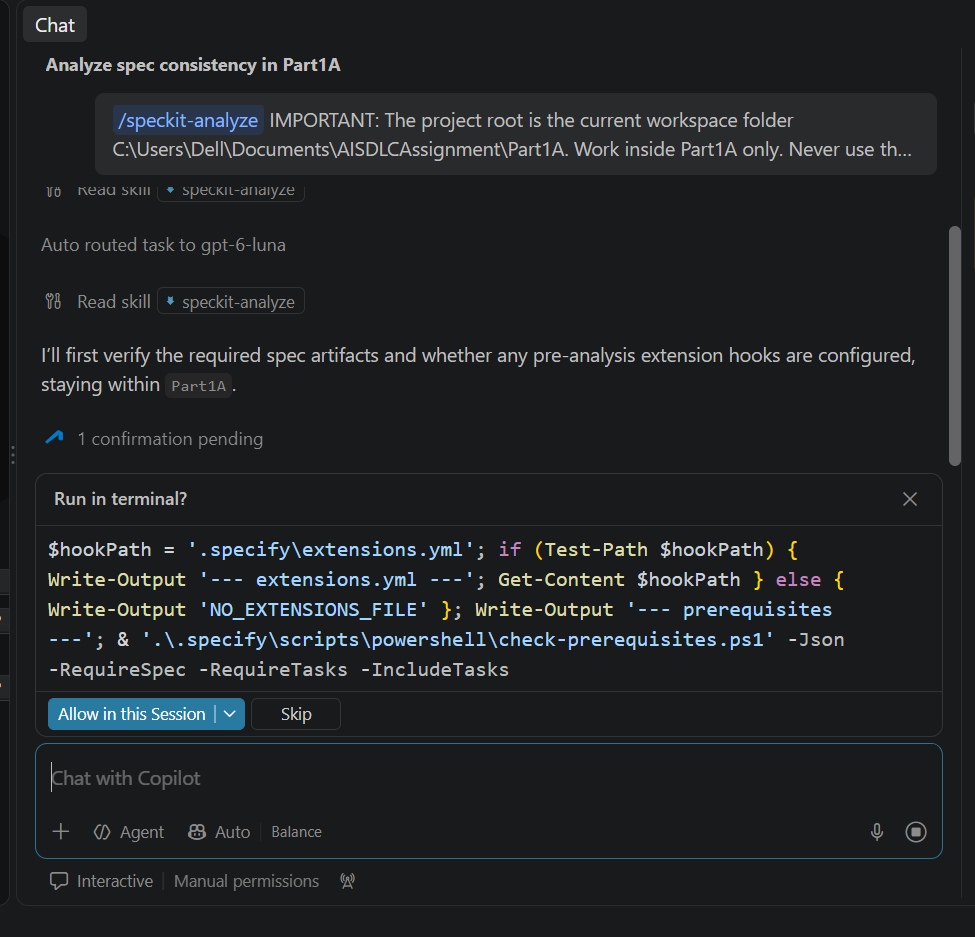 Chat
Analyze spec consistency in Part1A
/speckit-analyze IMPORTANT: The project root is the current workspace folder
C:\Users\Dell\Documents\AISDLCAssignment\Part1A. Work inside Part1A only. Never use th...
Read skill speckit-analyze
Auto routed task to gpt-6-luna
Read skill speckit-analyze
I'll first verify the required spec artifacts and whether any pre-analysis extension hooks are configured,
staying within Part1A.
1 confirmation pending
Run in terminal?
$hookPath = '.specify\extensions.yml'; if (Test-Path $hookPath) {
Write-Output '--- extensions.yml ---'; Get-Content $hookPath } else {
Write-Output 'NO_EXTENSIONS_FILE' }; Write-Output '--- prerequisites
---'; & '.\.specify\scripts\powershell\check-prerequisites.ps1' -Json
-RequireSpec -RequireTasks -IncludeTasks
Allow in this Session Skip
Chat with Copilot
Agent Auto Balance
Interactive Manual permissions